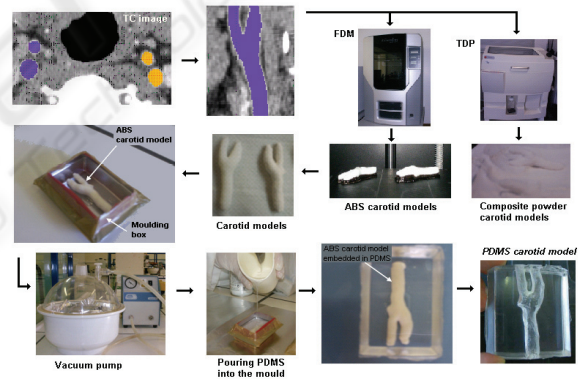 TC image
FDM
TDP
ABS
carotid model
Moulding
box
Carotid models
ABS carotid models
Composite powder
carotid models
Vacuum pump
Pouring PDMS
into the mould
ABS carotid model
embedded in PDMS
PDMS carotid model